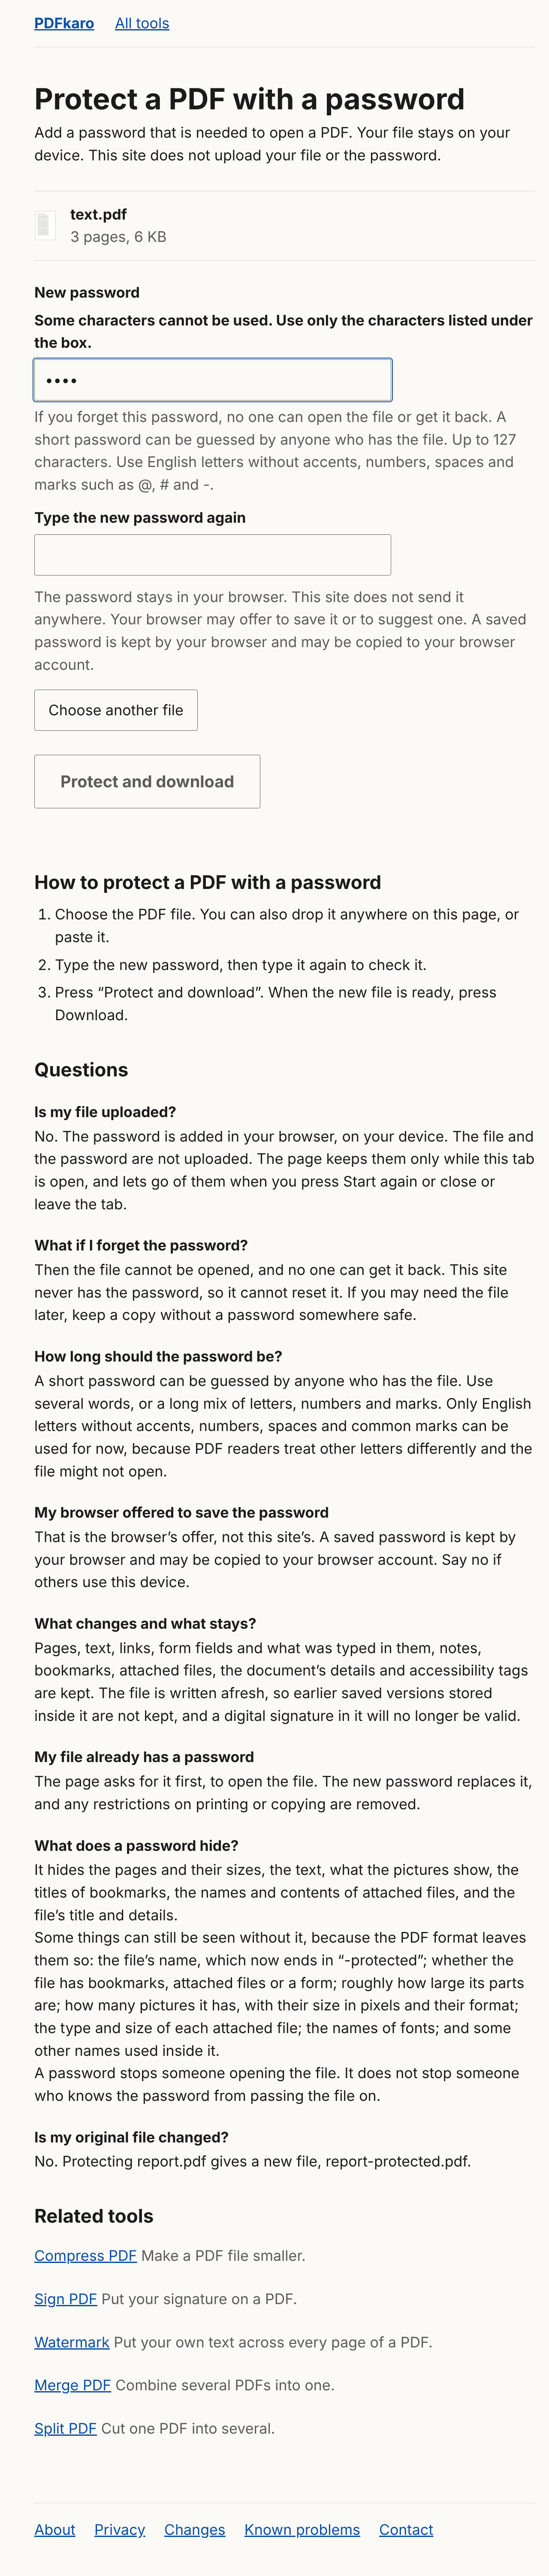 PDFkaro All tools
Protect a PDF with a password
Add a password that is needed to open a PDF. Your file stays on your
device. This site does not upload your file or the password.
text.pdf
3 pages, 6 KB
New password
Some characters cannot be used. Use only the characters listed under
the box.
••••
If you forget this password, no one can open the file or get it back. A
short password can be guessed by anyone who has the file. Up to 127
characters. Use English letters without accents, numbers, spaces and
marks such as @, # and -.
Type the new password again
The password stays in your browser. This site does not send it
anywhere. Your browser may offer to save it or to suggest one. A saved
password is kept by your browser and may be copied to your browser
account.
Choose another file
Protect and download
How to protect a PDF with a password
1. Choose the PDF file. You can also drop it anywhere on this page, or
paste it.
2. Type the new password, then type it again to check it.
3. Press “Protect and download”. When the new file is ready, press
Download.
Questions
Is my file uploaded?
No. The password is added in your browser, on your device. The file and
the password are not uploaded. The page keeps them only while this tab
is open, and lets go of them when you press Start again or close or
leave the tab.
What if I forget the password?
Then the file cannot be opened, and no one can get it back. This site
never has the password, so it cannot reset it. If you may need the file
later, keep a copy without a password somewhere safe.
How long should the password be?
A short password can be guessed by anyone who has the file. Use
several words, or a long mix of letters, numbers and marks. Only English
letters without accents, numbers, spaces and common marks can be
used for now, because PDF readers treat other letters differently and the
file might not open.
My browser offered to save the password
That is the browser’s offer, not this site’s. A saved password is kept by
your browser and may be copied to your browser account. Say no if
others use this device.
What changes and what stays?
Pages, text, links, form fields and what was typed in them, notes,
bookmarks, attached files, the document’s details and accessibility tags
are kept. The file is written afresh, so earlier saved versions stored
inside it are not kept, and a digital signature in it will no longer be valid.
My file already has a password
The page asks for it first, to open the file. The new password replaces it,
and any restrictions on printing or copying are removed.
What does a password hide?
It hides the pages and their sizes, the text, what the pictures show, the
titles of bookmarks, the names and contents of attached files, and the
file’s title and details.
Some things can still be seen without it, because the PDF format leaves
them so: the file’s name, which now ends in “-protected”; whether the
file has bookmarks, attached files or a form; roughly how large its parts
are; how many pictures it has, with their size in pixels and their format;
the type and size of each attached file; the names of fonts; and some
other names used inside it.
A password stops someone opening the file. It does not stop someone
who knows the password from passing the file on.
Is my original file changed?
No. Protecting report.pdf gives a new file, report-protected.pdf.
Related tools
Compress PDF Make a PDF file smaller.
Sign PDF Put your signature on a PDF.
Watermark Put your own text across every page of a PDF.
Merge PDF Combine several PDFs into one.
Split PDF Cut one PDF into several.
About Privacy Changes Known problems Contact